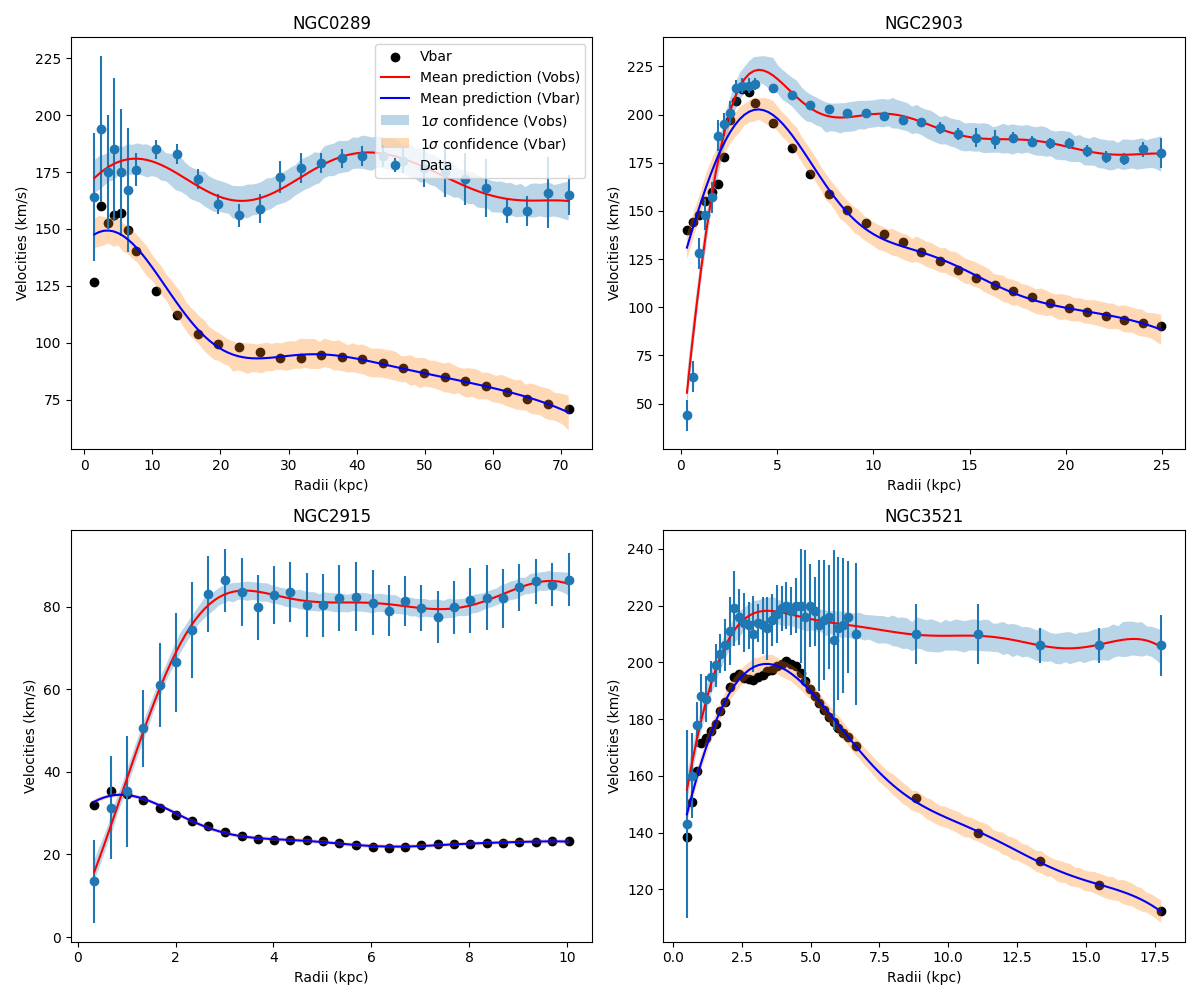 NGC0289
225
200
175
150
125
100
75
0 10 20 30 40 50 60 70
Velocities (km/s)
Radii (kpc)
Vbar
Mean prediction (Vobs)
Mean prediction (Vbar)
1σ confidence (Vobs)
1σ confidence (Vbar)
Data
NGC2903
225
200
175
150
125
100
75
50
0 5 10 15 20 25
Velocities (km/s)
Radii (kpc)
NGC2915
80
60
40
20
0
0 2 4 6 8 10
Velocities (km/s)
Radii (kpc)
NGC3521
240
220
200
180
160
140
120
0.0 2.5 5.0 7.5 10.0 12.5 15.0 17.5
Velocities (km/s)
Radii (kpc)